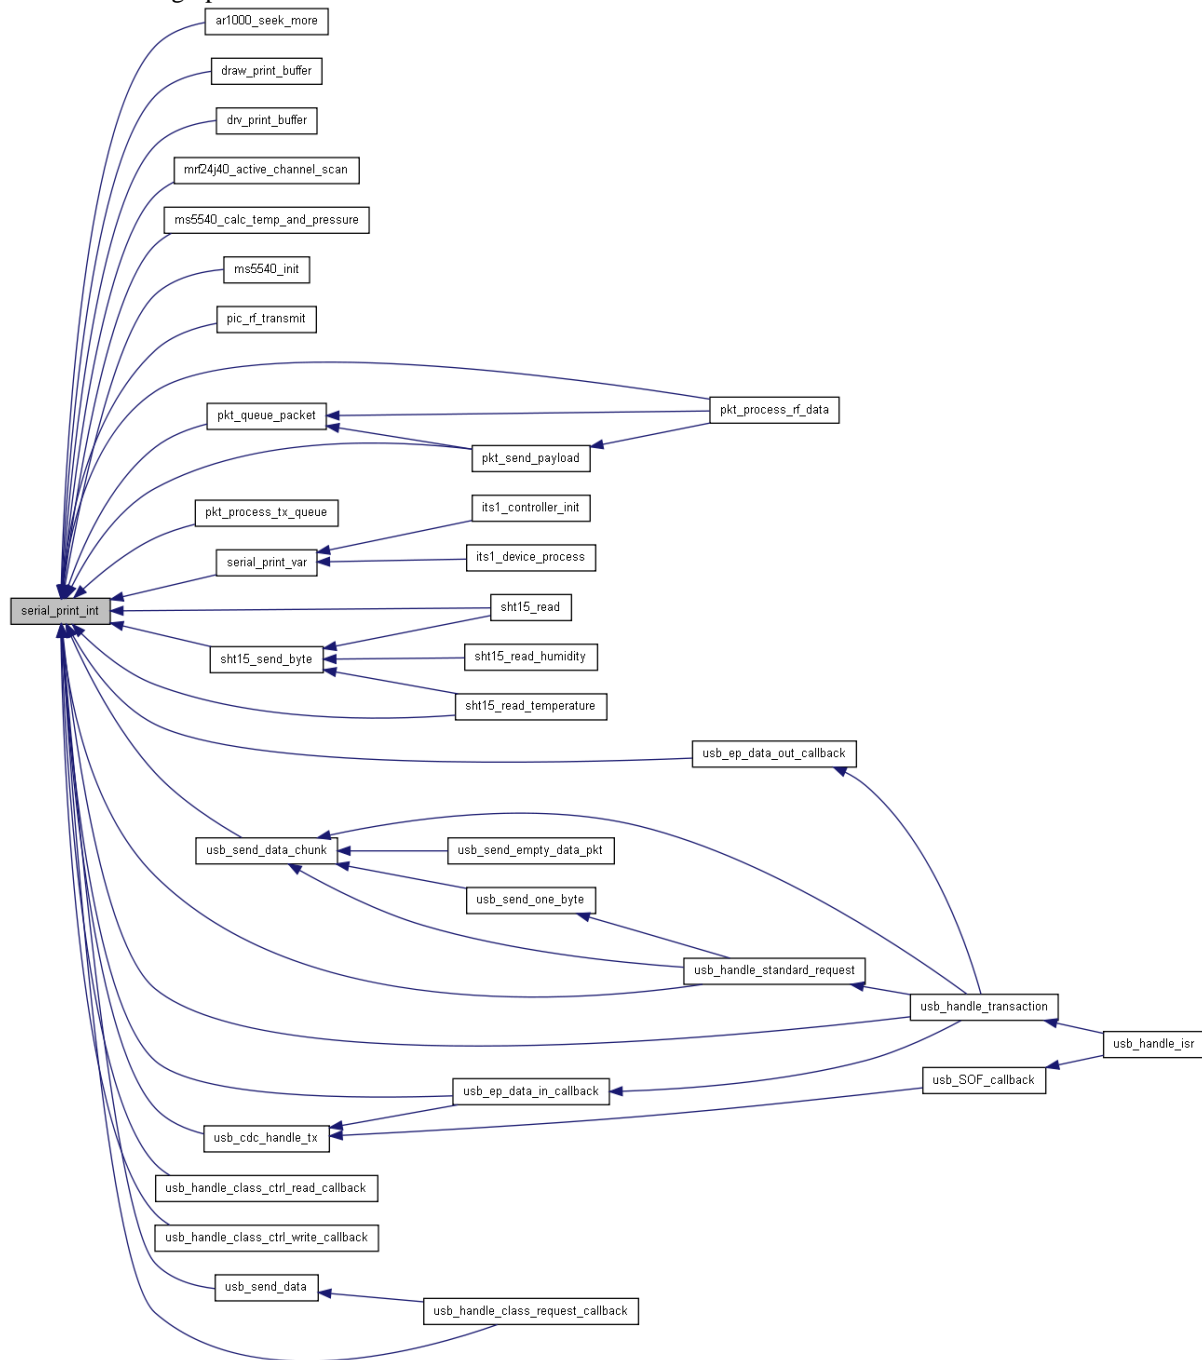 ar1000_seek_more
draw_print_buffer
drv_print_buffer
mrf24j40_active_channel_scan
ms5540_calc_temp_and_pressure
ms5540_init
pic_rf_transmit
pkt_process_rf_data
pkt_queue_packet
pkt_send_payload
pkt_process_tx_queue
its1_controller_init
serial_print_var
its1_device_process
serial_print_int
sht15_read
sht15_send_byte
sht15_read_humidity
sht15_read_temperature
usb_ep_data_out_callback
usb_send_data_chunk
usb_send_empty_data_pkt
usb_send_one_byte
usb_handle_standard_request
usb_handle_transaction
usb_handle_isr
usb_SOF_callback
usb_ep_data_in_callback
usb_cdc_handle_tx
usb_handle_class_ctrl_read_callback
usb_handle_class_ctrl_write_callback
usb_send_data
usb_handle_class_request_callback